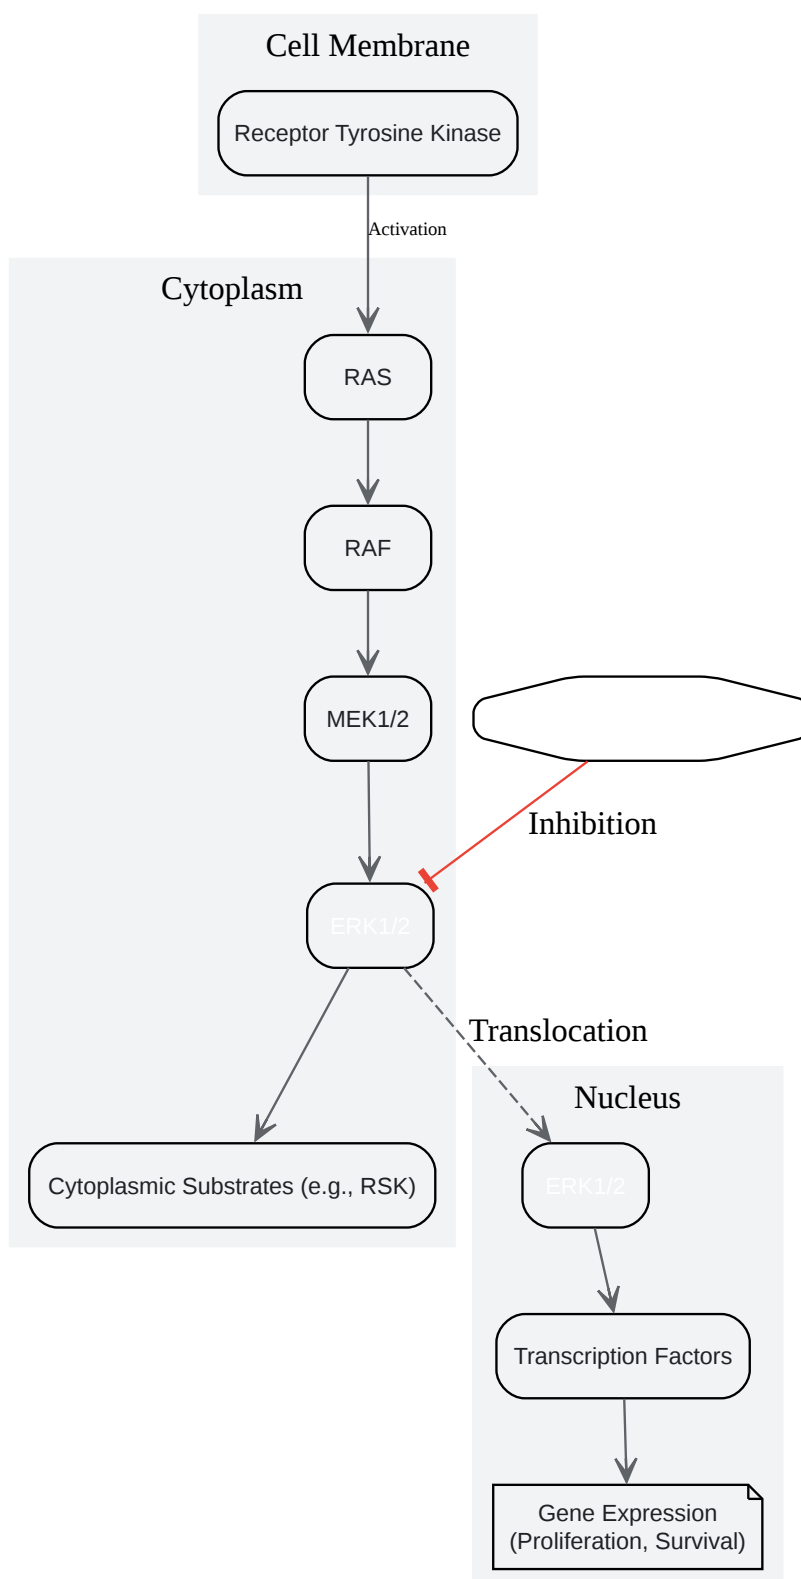 Cell Membrane
Receptor Tyrosine Kinase
Activation
Cytoplasm
RAS
RAF
MEK1/2
Inhibition
ERK1/2
Translocation
Nucleus
Cytoplasmic Substrates (e.g., RSK)
ERK1/2
Transcription Factors
Gene Expression
(Proliferation, Survival)